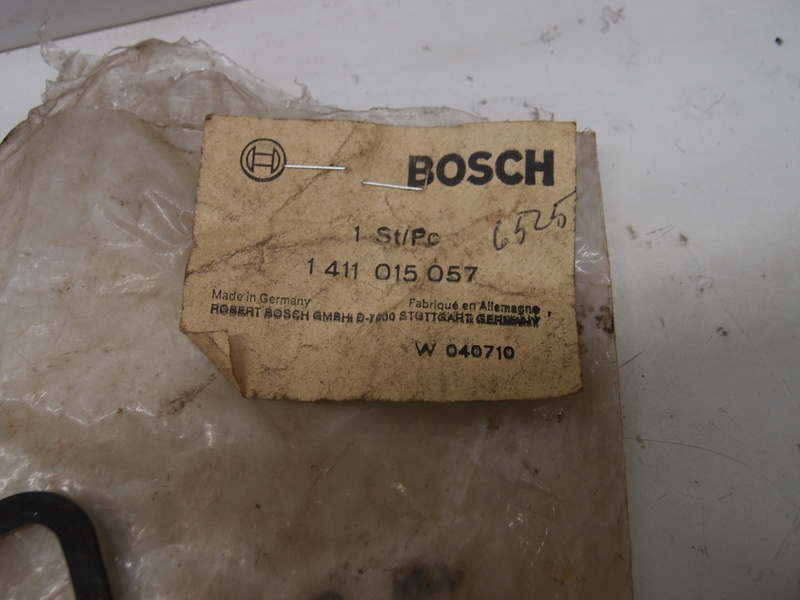 BOSCH
6525
1 St/Pc
1 411 015 057
Made in Germany Fabriqué en Allemagne
ROBERT BOSCH GMBH D-7000 STUTTGART GERMANY
W 040710